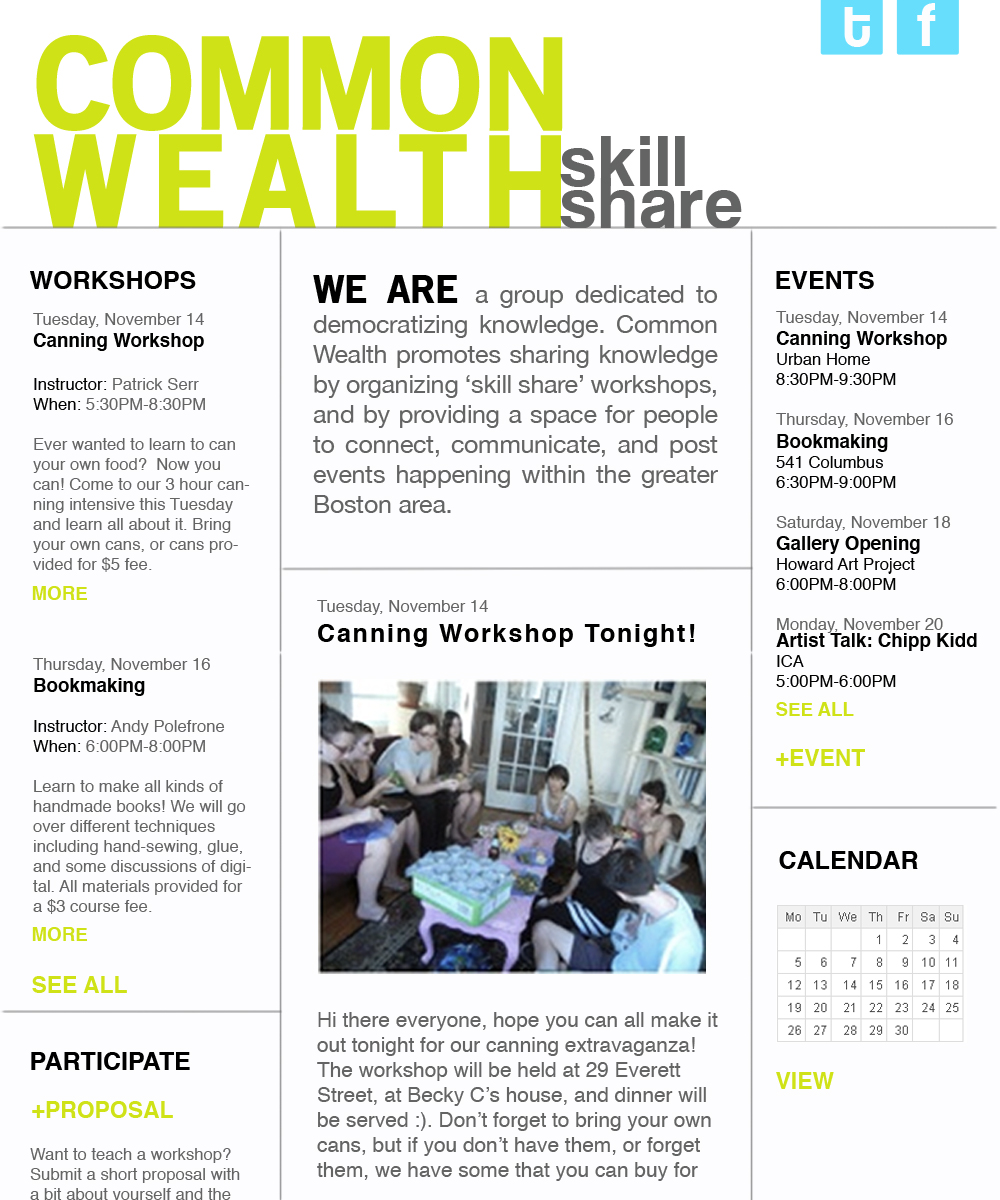 t f
COMMON
WEALTH
skill
share
WORKSHOPS
Tuesday, November 14
Canning Workshop
Instructor: Patrick Serr
When: 5:30PM-8:30PM
Ever wanted to learn to can
your own food?  Now you
can! Come to our 3 hour can-
ning intensive this Tuesday
and learn all about it. Bring
your own cans, or cans pro-
vided for $5 fee.
MORE
Thursday, November 16
Bookmaking
Instructor: Andy Polefrone
When: 6:00PM-8:00PM
Learn to make all kinds of
handmade books! We will go
over different techniques
including hand-sewing, glue,
and some discussions of digi-
tal. All materials provided for
a $3 course fee.
MORE
SEE ALL
PARTICIPATE
+PROPOSAL
Want to teach a workshop?
Submit a short proposal with
a bit about yourself and the
WE ARE a group dedicated to
democratizing knowledge. Common
Wealth promotes sharing knowledge
by organizing ‘skill share’ workshops,
and by providing a space for people
to connect, communicate, and post
events happening within the greater
Boston area.
Tuesday, November 14
Canning Workshop Tonight!
Hi there everyone, hope you can all make it
out tonight for our canning extravaganza!
The workshop will be held at 29 Everett
Street, at Becky C’s house, and dinner will
be served :). Don’t forget to bring your own
cans, but if you don’t have them, or forget
them, we have some that you can buy for
EVENTS
Tuesday, November 14
Canning Workshop
Urban Home
8:30PM-9:30PM
Thursday, November 16
Bookmaking
541 Columbus
6:30PM-9:00PM
Saturday, November 18
Gallery Opening
Howard Art Project
6:00PM-8:00PM
Monday, November 20
Artist Talk: Chipp Kidd
ICA
5:00PM-6:00PM
SEE ALL
+EVENT
CALENDAR
Mo Tu We Th Fr Sa Su
1 2 3 4
5 6 7 8 9 10 11
12 13 14 15 16 17 18
19 20 21 22 23 24 25
26 27 28 29 30
VIEW